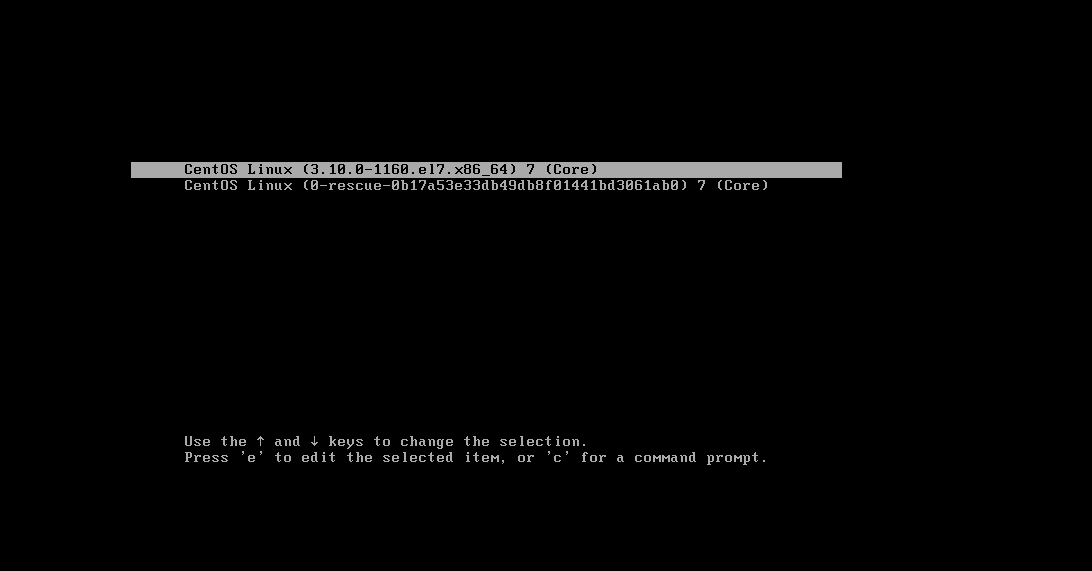 CentOS Linux (3.10.0-1160.el7.x86_64) 7 (Core)
CentOS Linux (0-rescue-0b17a53e33db49db8f01441bd3061ab0) 7 (Core)
Use the ↑ and ↓ keys to change the selection.
Press 'e' to edit the selected item, or 'c' for a command prompt.